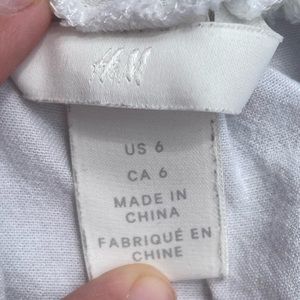 H&M
US 6
CA 6
MADE IN
CHINA
FABRIQUÉ EN
CHINE